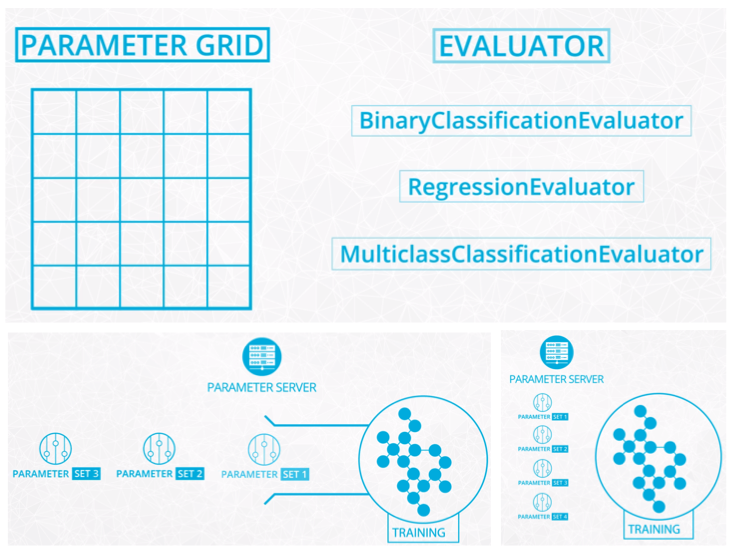 PARAMETER GRID
EVALUATOR
BinaryClassificationEvaluator
RegressionEvaluator
MulticlassClassificationEvaluator
PARAMETER SERVER
PARAMETER SET 3
PARAMETER SET 2
PARAMETER SET 1
TRAINING
PARAMETER SERVER
PARAMETER SET 1
PARAMETER SET 2
PARAMETER SET 3
PARAMETER SET 4
TRAINING